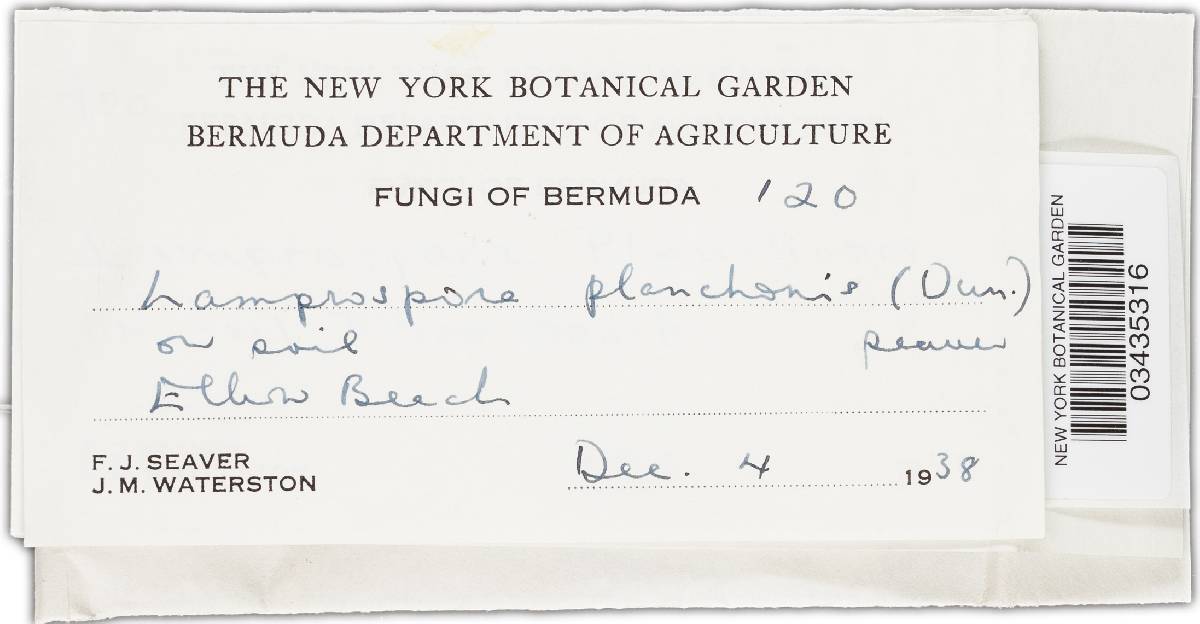 THE NEW YORK BOTANICAL GARDEN
BERMUDA DEPARTMENT OF AGRICULTURE
FUNGI OF BERMUDA 120
Lamprospora planchonis (Dun.)
on soil Seaver
Elbow Beach
F. J. SEAVER
J. M. WATERSTON
Dec. 4 1938
NEW YORK BOTANICAL GARDEN
03435316